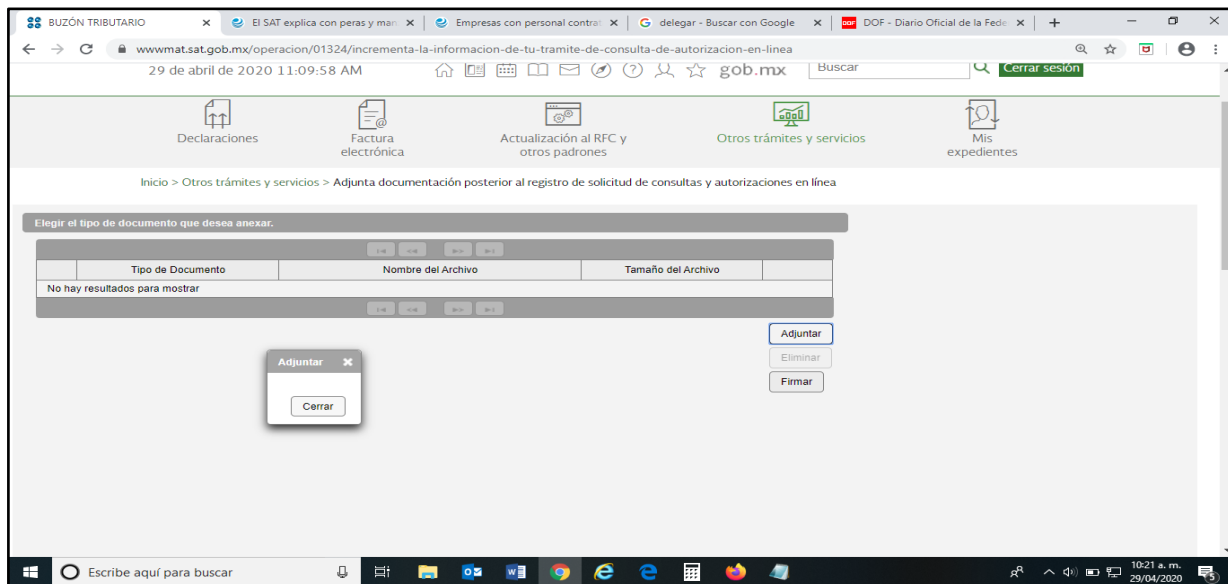 BUZÓN TRIBUTARIO
El SAT explica con peras y man
Empresas con personal contrat
delegar - Buscar con Google
DOF - Diario Oficial de la Fede
wwwmat.sat.gob.mx/operacion/01324/incrementa-la-informacion-de-tu-tramite-de-consulta-de-autorizacion-en-linea
29 de abril de 2020 11:09:58 AM
gob.mx
Buscar
Cerrar sesión
Declaraciones
Factura
electrónica
Actualización al RFC y
otros padrones
Otros trámites y servicios
Mis
expedientes
Inicio > Otros trámites y servicios > Adjunta documentación posterior al registro de solicitud de consultas y autorizaciones en línea
Elegir el tipo de documento que desea anexar.
Tipo de Documento Nombre del Archivo Tamaño del Archivo
No hay resultados para mostrar
Adjuntar
Eliminar
Firmar
Adjuntar
Cerrar
Escribe aquí para buscar
10:21 a. m.
29/04/2020